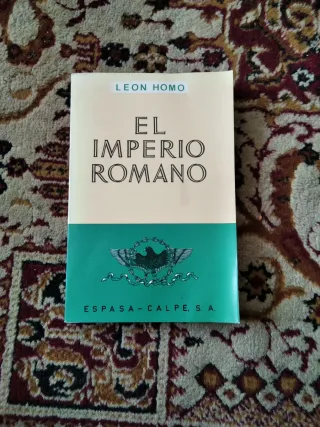 LEON HOMO
EL
IMPERIO
ROMANO
ESPASA-CALPE, S.A.